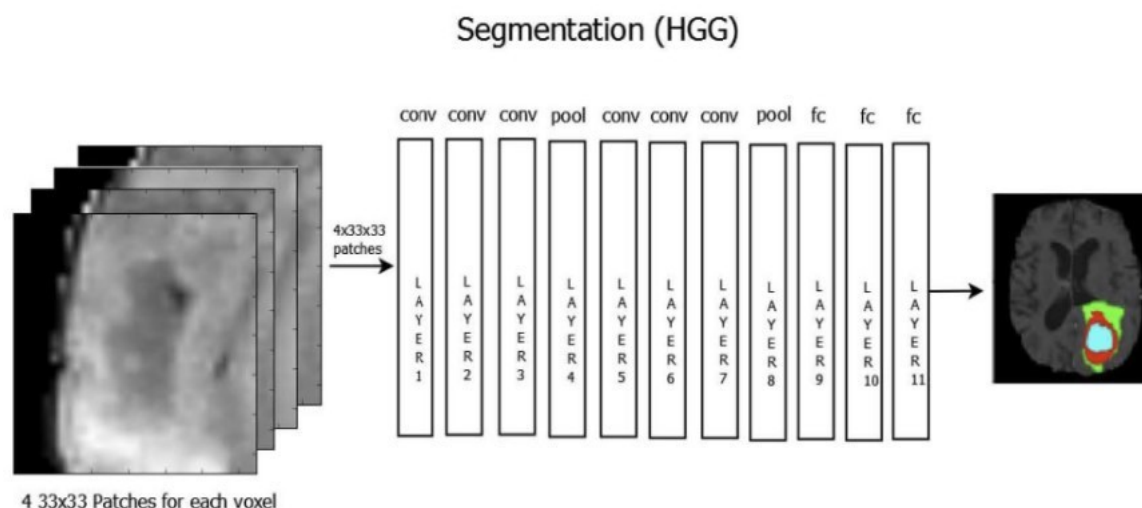 Segmentation (HGG)
conv conv conv pool conv conv conv pool fc fc fc
4x33x33
patches
LAYER1
LAYER2
LAYER3
LAYER4
LAYER5
LAYER6
LAYER7
LAYER8
LAYER9
LAYER10
LAYER11
4 33x33 Patches for each voxel